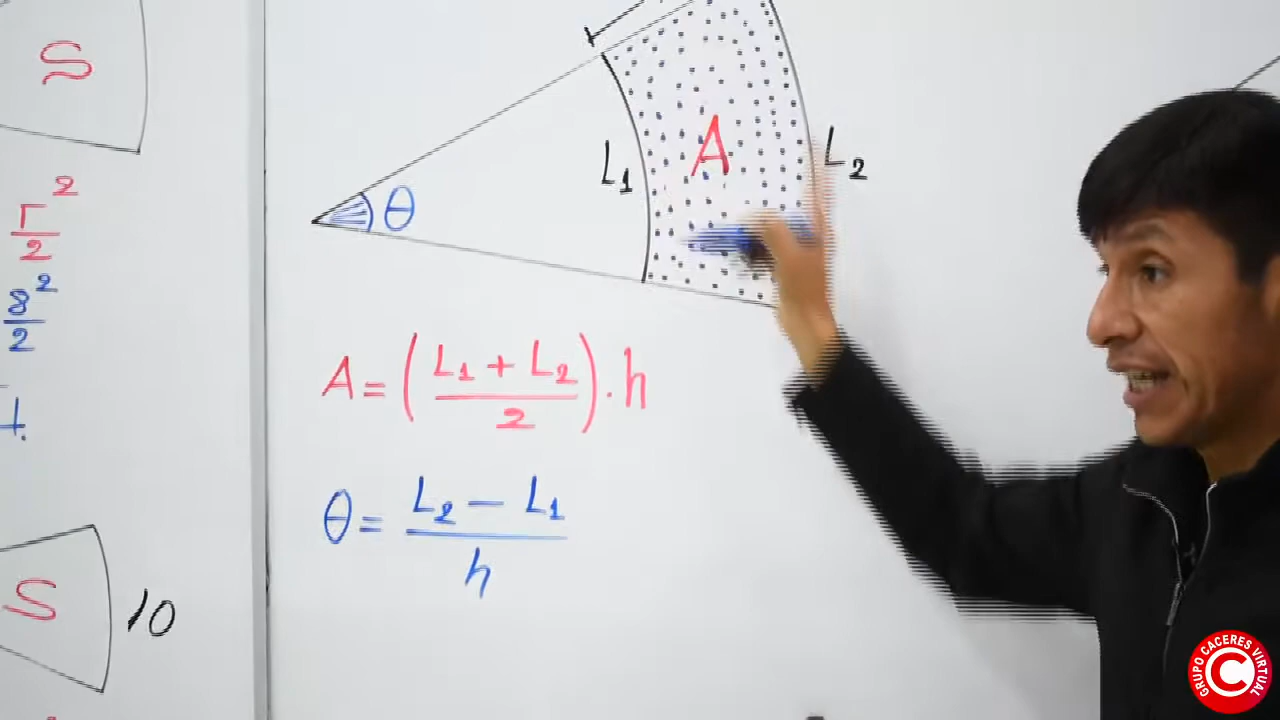 S
r²/2
8²/2
S
10
θ
L₁
A
L₂
A = (L₁ + L₂ / 2) . h
θ = L₂ - L₁ / h
GRUPO CACERES VIRTUAL
C